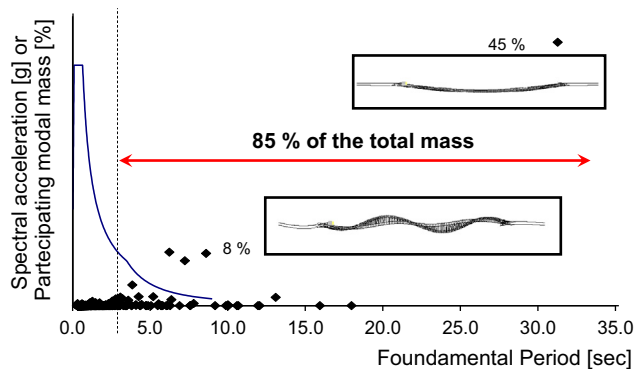 Spectral acceleration [g] or
Partecipating modal mass [%]
45 %
85 % of the total mass
8 %
0.0 5.0 10.0 15.0 20.0 25.0 30.0 35.0
Foundamental Period [sec]